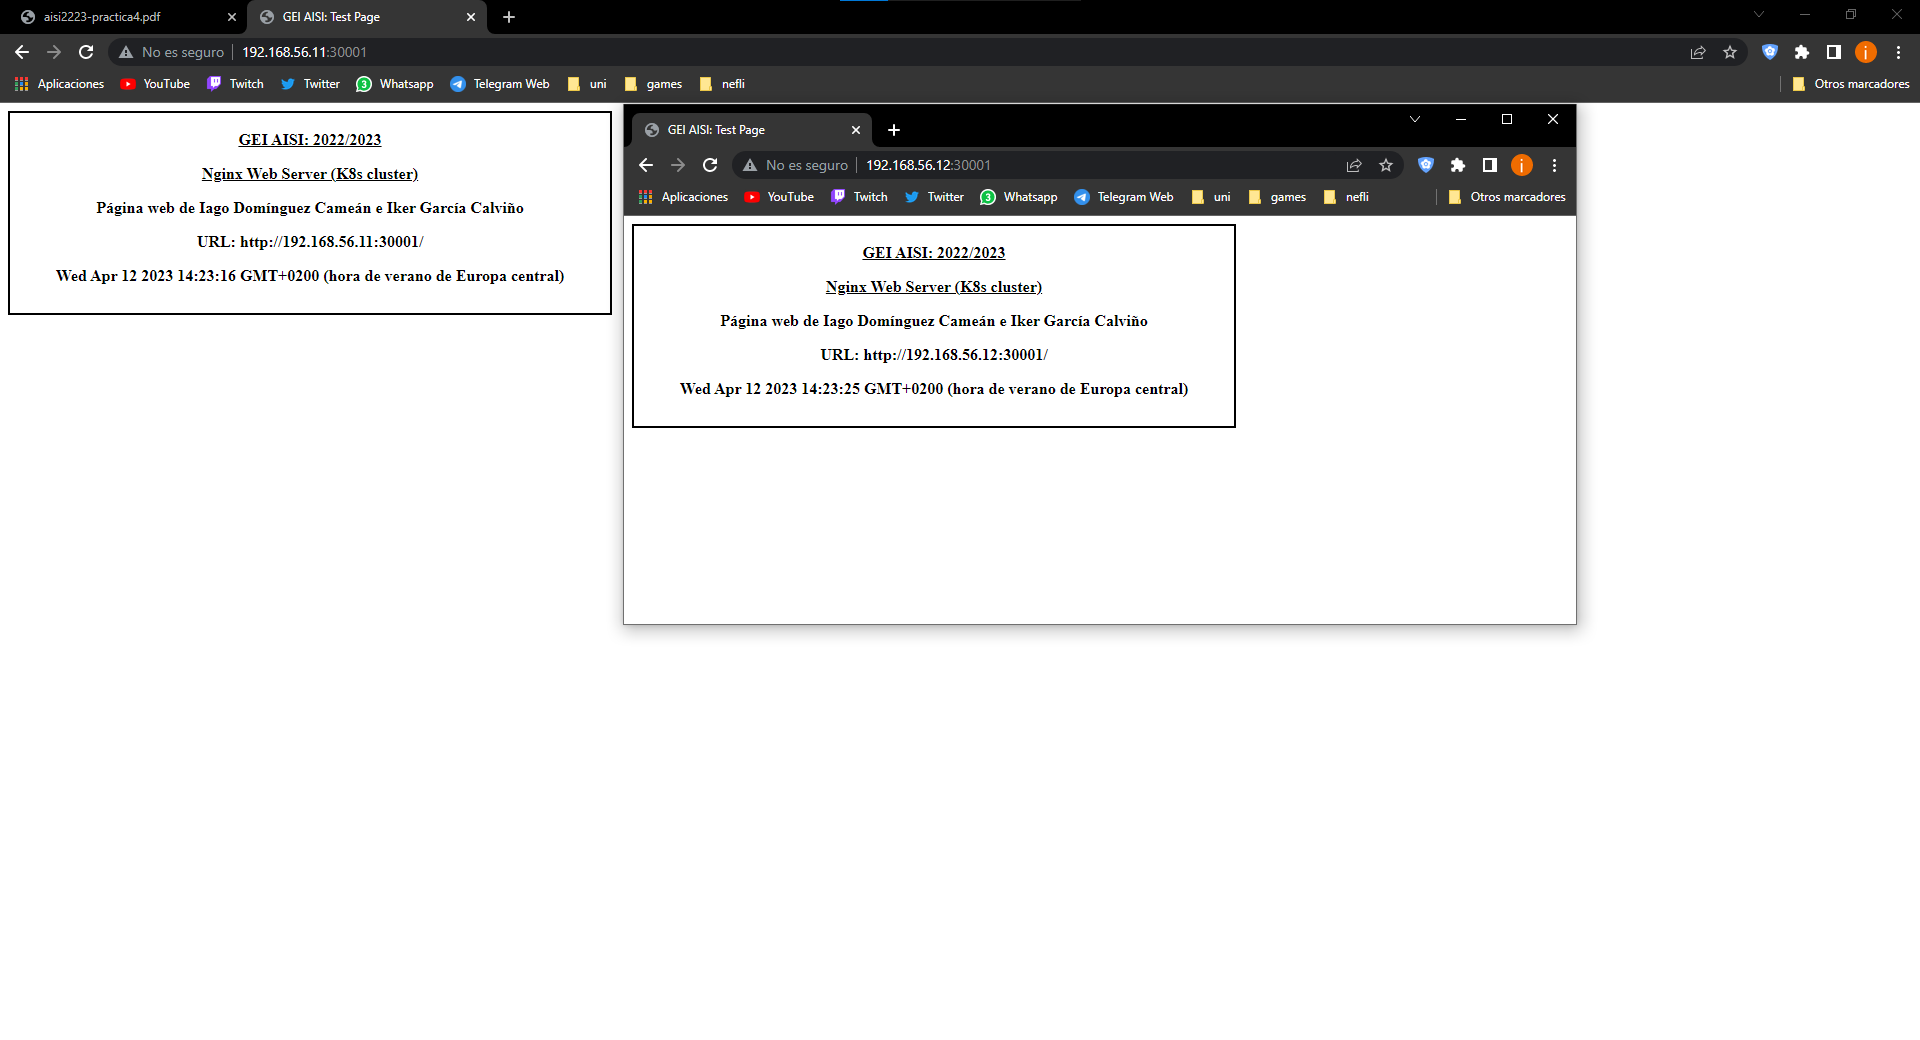 aisi2223-practica4.pdf
GEI AISI: Test Page
No es seguro
192.168.56.11:30001
Aplicaciones
YouTube
Twitch
Twitter
3
Whatsapp
Telegram Web
uni
games
nefli
Otros marcadores
i
GEI AISI: 2022/2023
Nginx Web Server (K8s cluster)
Página web de Iago Domínguez Cameán e Iker García Calviño
URL: http://192.168.56.11:30001/
Wed Apr 12 2023 14:23:16 GMT+0200 (hora de verano de Europa central)
GEI AISI: Test Page
No es seguro
192.168.56.12:30001
i
Aplicaciones
YouTube
Twitch
Twitter
3
Whatsapp
Telegram Web
uni
games
nefli
Otros marcadores
GEI AISI: 2022/2023
Nginx Web Server (K8s cluster)
Página web de Iago Domínguez Cameán e Iker García Calviño
URL: http://192.168.56.12:30001/
Wed Apr 12 2023 14:23:25 GMT+0200 (hora de verano de Europa central)